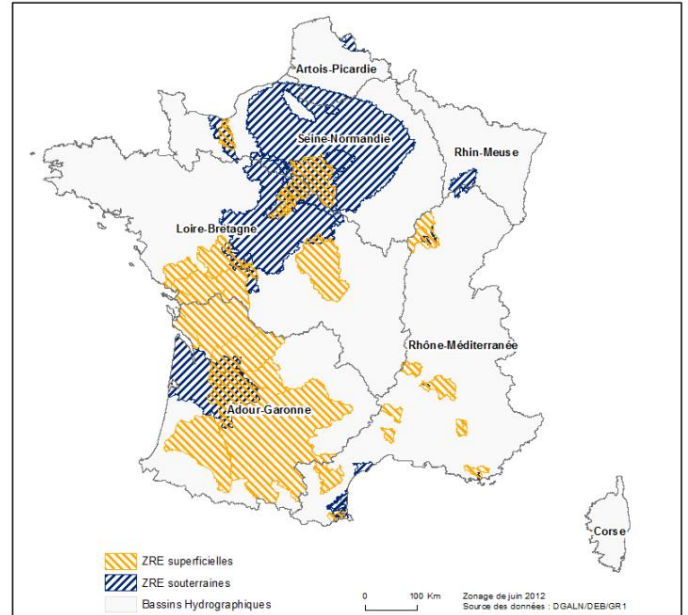 Artois-Picardie
Seine-Normandie
Rhin-Meuse
Loire-Bretagne
Rhône-Méditerranée
Adour-Garonne
Corse
ZRE superficielles
ZRE souterraines
Bassins Hydrographiques
0 100 Km
Zonage de juin 2012
Source des données : DGALN/DEB/GR1